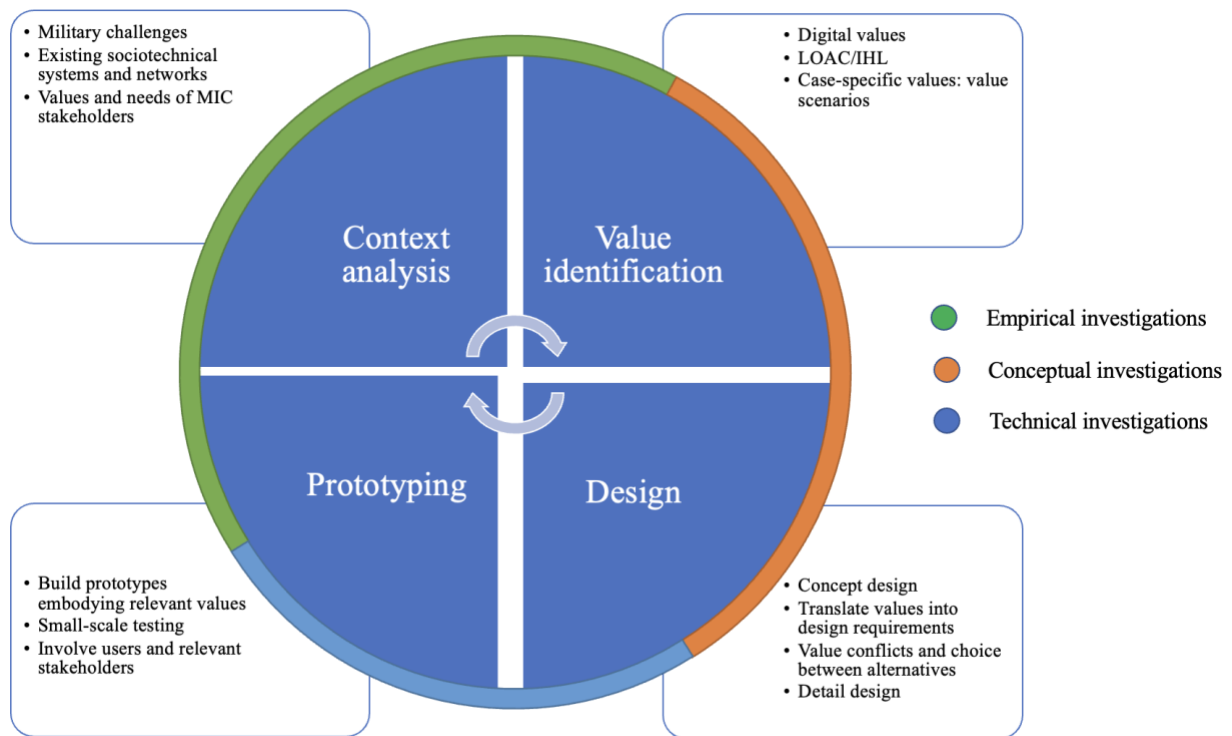 • Military challenges
• Existing sociotechnical
systems and networks
• Values and needs of MIC
stakeholders
• Digital values
• LOAC/IHL
• Case-specific values: value
scenarios
Context
analysis
Value
identification
Empirical investigations
Conceptual investigations
Technical investigations
Prototyping
Design
• Build prototypes
embodying relevant values
• Small-scale testing
• Involve users and relevant
stakeholders
• Concept design
• Translate values into
design requirements
• Value conflicts and choice
between alternatives
• Detail design